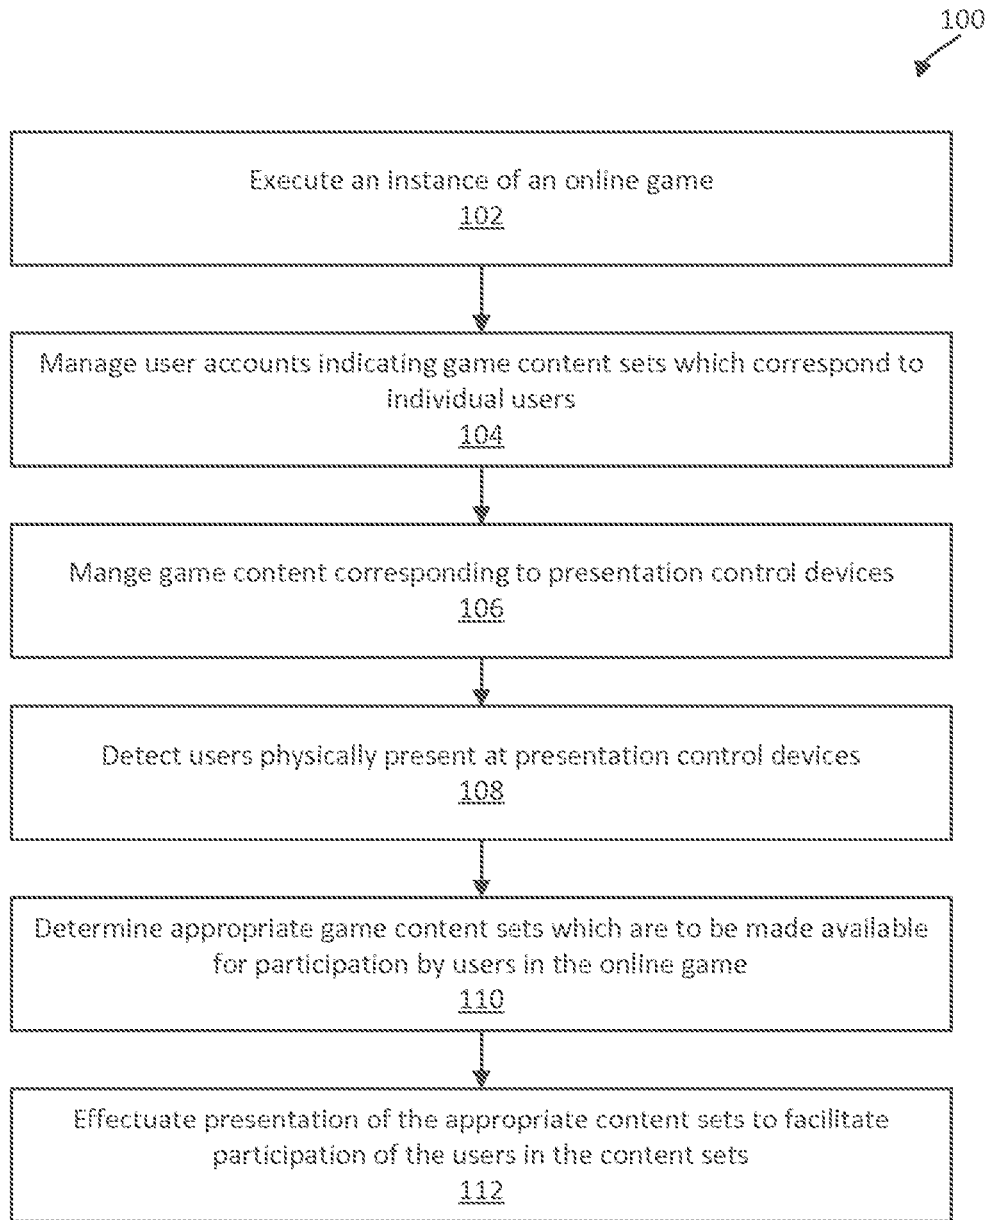 100
Execute an instance of an online game
102
Manage user accounts indicating game content sets which correspond to
individual users
104
Mange game content corresponding to presentation control devices
106
Detect users physically present at presentation control devices
108
Determine appropriate game content sets which are to be made available
for participation by users in the online game
110
Effectuate presentation of the appropriate content sets to facilitate
participation of the users in the content sets
112